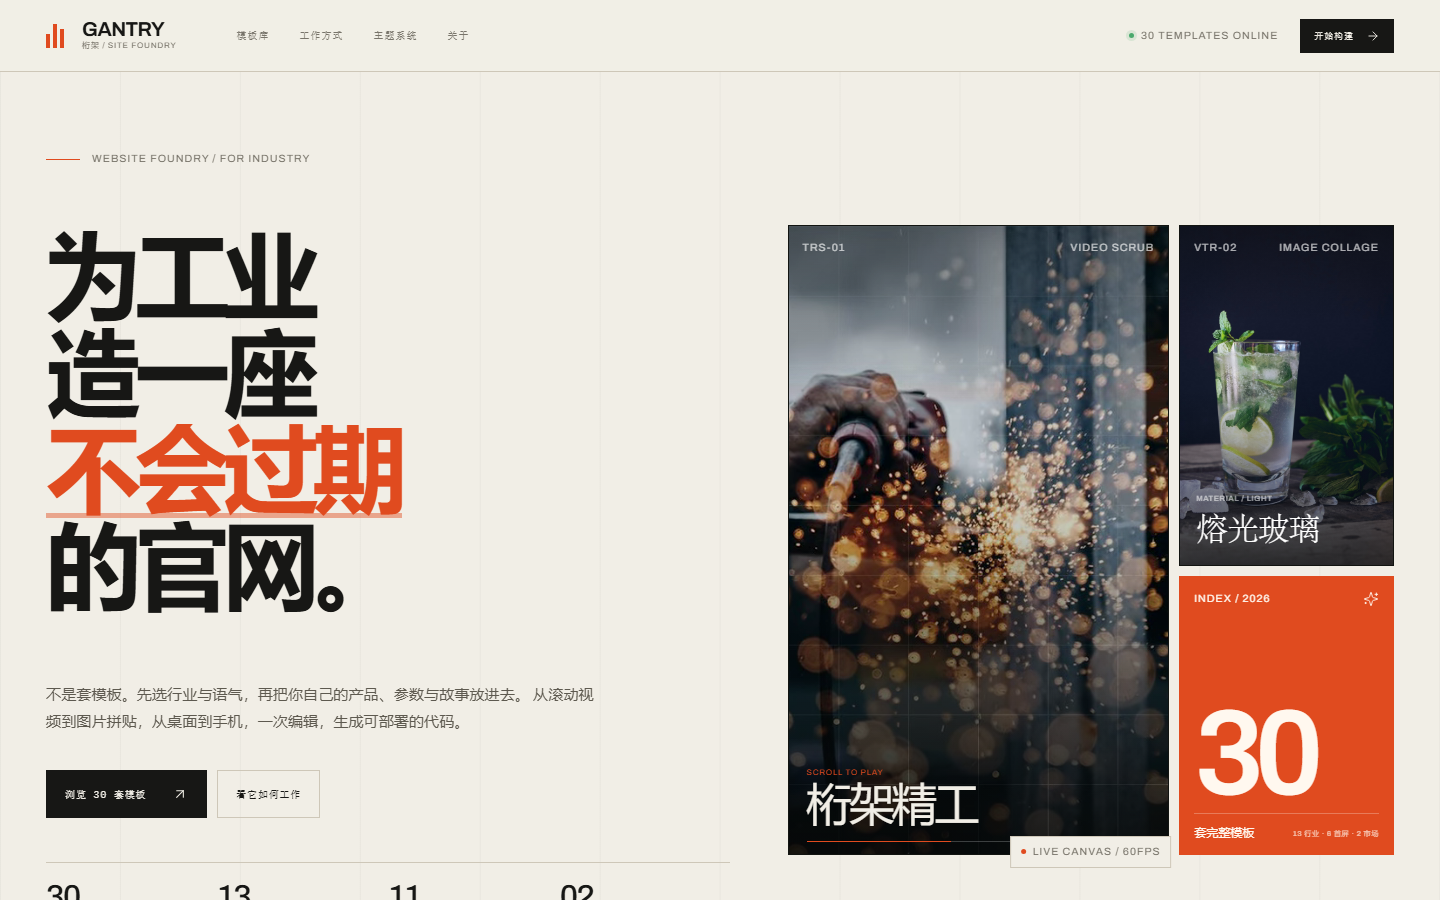 GANTRY
桁架 / SITE FOUNDRY
模板库 工作方式 主题系统 关于
30 TEMPLATES ONLINE
开始构建
WEBSITE FOUNDRY / FOR INDUSTRY
为工业
造一座
不会过期
的官网。
不是套模板。先选行业与语气，再把你自己的产品、参数与故事放进去。 从滚动视
频到图片拼贴，从桌面到手机，一次编辑，生成可部署的代码。
浏览 30 套模板
看它如何工作
30 13 11 02
TRS-01 VIDEO SCRUB
SCROLL TO PLAY
桁架精工
LIVE CANVAS / 60FPS
VTR-02 IMAGE COLLAGE
MATERIAL / LIGHT
熔光玻璃
INDEX / 2026
30
套完整模板
13 行业 · 8 首屏 · 2 市场